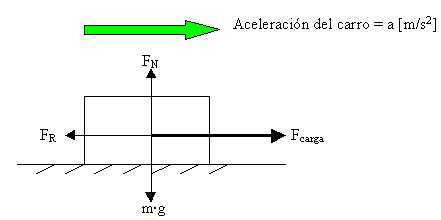 Aceleración del carro = a [m/s²]
F_N
F_R
F_carga
m·g